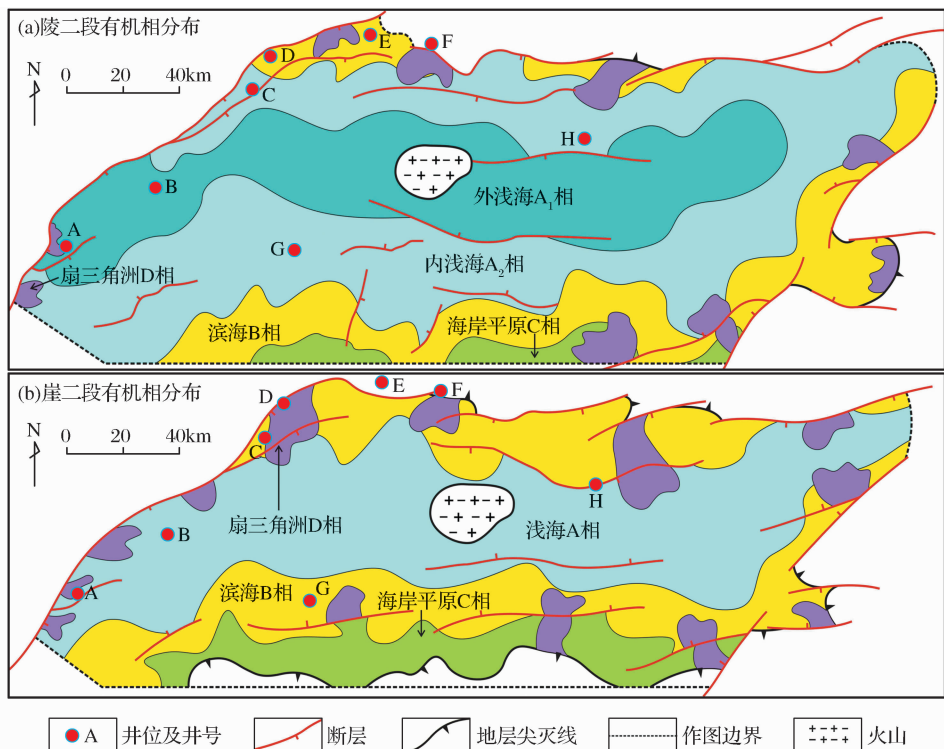 (a)陵二段有机相分布
N
0 20 40km
D
E
F
C
H
B
外浅海A₁相
A
G
扇三角洲D相
内浅海A₂相
滨海B相
海岸平原C相
(b)崖二段有机相分布
N
0 20 40km
D
E
F
C
H
扇三角洲D相
浅海A相
B
A
滨海B相
G
海岸平原C相
A 井位及井号 断层 地层尖灭线 作图边界 火山